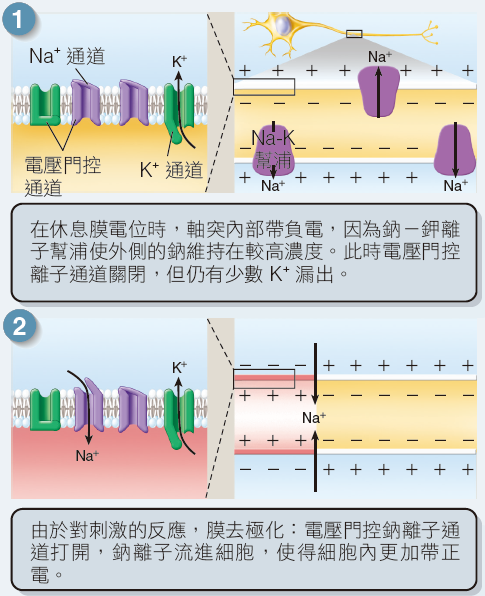 1
Na⁺ 通道
K⁺
電壓門控
通道
K⁺ 通道
+ + + + + + +
Na⁺
− − − − − −
Na-K
幫浦
− − − − − −
+ + + + + +
Na⁺
Na⁺
在休息膜電位時，軸突內部帶負電，因為鈉－鉀離
子幫浦使外側的鈉維持在較高濃度。此時電壓門控
離子通道關閉，但仍有少數 K⁺ 漏出。
2
K⁺
Na⁺
− − − + + + + +
+ + + − − − − −
Na⁺
+ + + − − − − −
− − − + + + + +
由於對刺激的反應，膜去極化：電壓門控鈉離子通
道打開，鈉離子流進細胞，使得細胞內更加帶正
電。